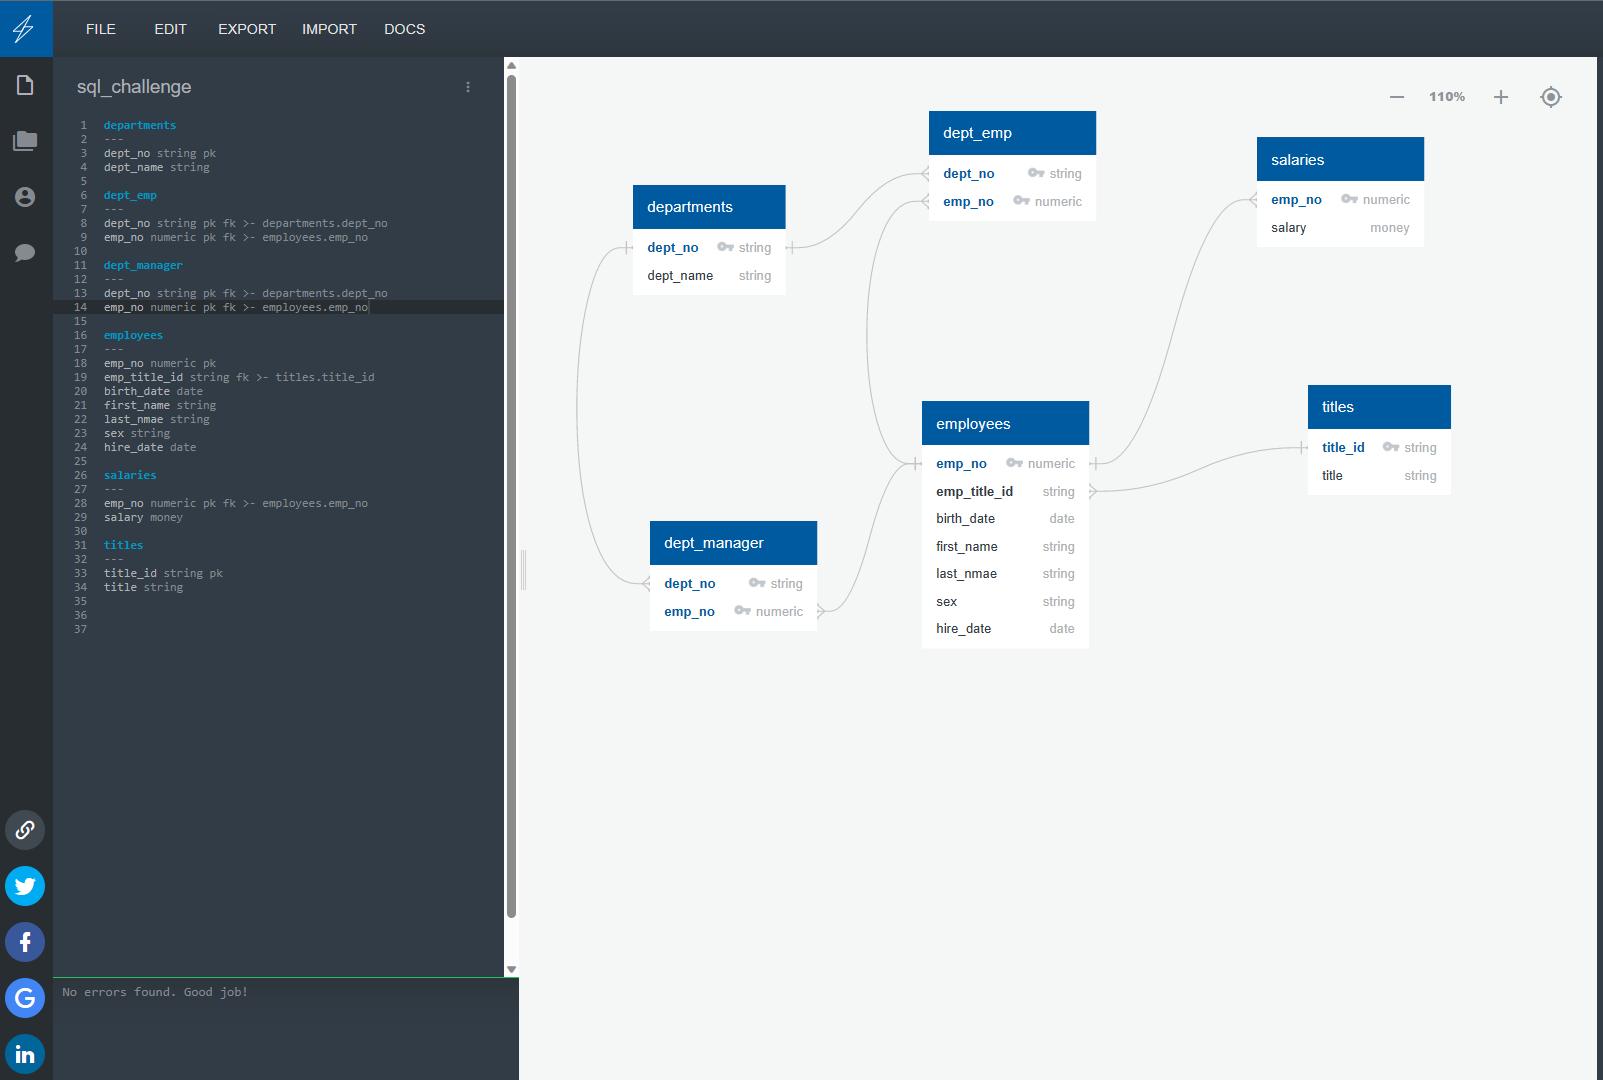 FILE EDIT EXPORT IMPORT DOCS
sql_challenge
1 departments
2 ---
3 dept_no string pk
4 dept_name string
5
6 dept_emp
7 ---
8 dept_no string pk fk >- departments.dept_no
9 emp_no numeric pk fk >- employees.emp_no
10
11 dept_manager
12 ---
13 dept_no string pk fk >- departments.dept_no
14 emp_no numeric pk fk >- employees.emp_no
15
16 employees
17 ---
18 emp_no numeric pk
19 emp_title_id string fk >- titles.title_id
20 birth_date date
21 first_name string
22 last_nmae string
23 sex string
24 hire_date date
25
26 salaries
27 ---
28 emp_no numeric pk fk >- employees.emp_no
29 salary money
30
31 titles
32 ---
33 title_id string pk
34 title string
35
36
37
No errors found. Good job!
110%
departments
dept_no string
dept_name string
dept_emp
dept_no string
emp_no numeric
salaries
emp_no numeric
salary money
dept_manager
dept_no string
emp_no numeric
employees
emp_no numeric
emp_title_id string
birth_date date
first_name string
last_nmae string
sex string
hire_date date
titles
title_id string
title string